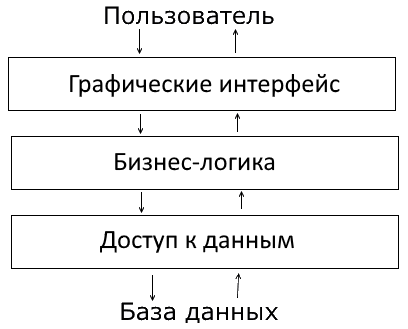 Пользователь
Графические интерфейс
Бизнес-логика
Доступ к данным
База данных